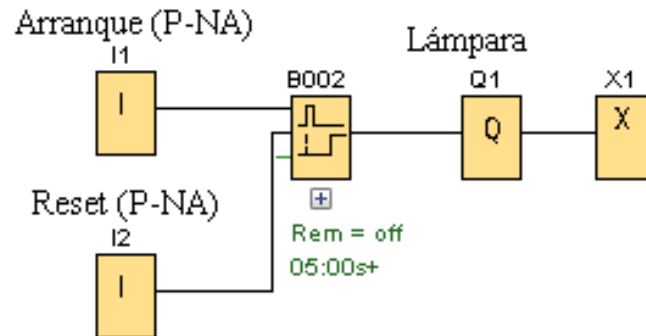 Arranque (P-NA)
I1
I
Lámpara
B002
Q1
Q
X1
X
Reset (P-NA)
I2
I
Rem = off
05:00s+